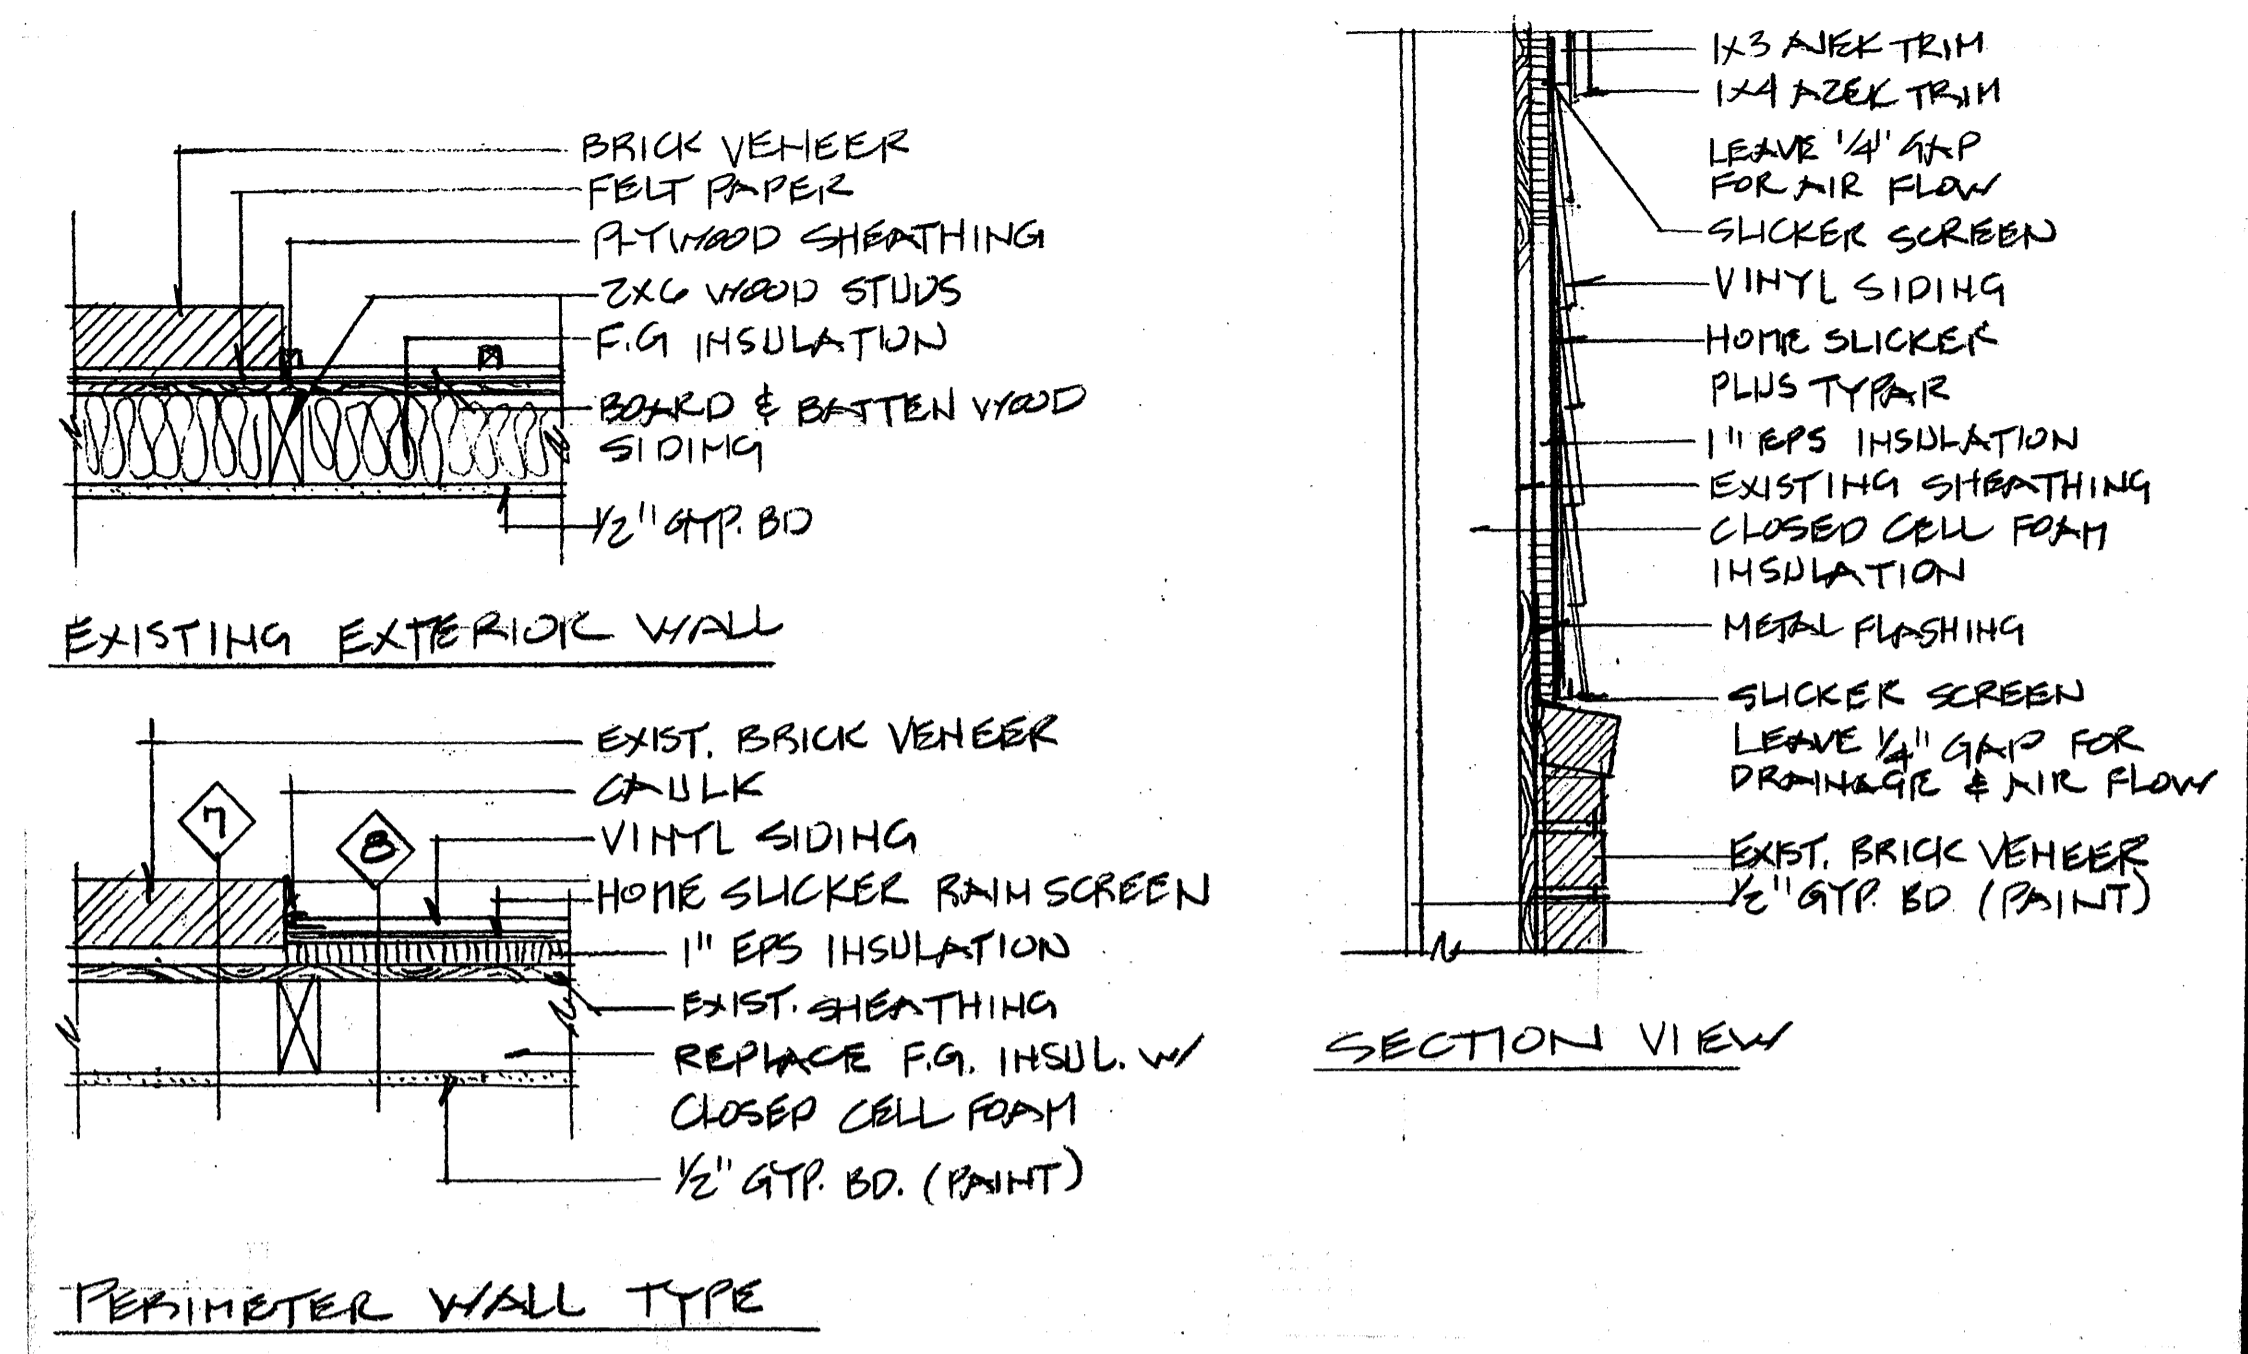 BRICK VENEER
FELT PAPER
PLYWOOD SHEATHING
2X6 WOOD STUDS
F.G INSULATION
BOARD & BATTEN WOOD
SIDING
1/2" GYP. BD
EXISTING EXTERIOR WALL
EXIST. BRICK VENEER
CAULK
7
8
VINYL SIDING
HOME SLICKER RAIN SCREEN
1" EPS INSULATION
EXIST. SHEATHING
REPLACE F.G. INSUL. W/
CLOSED CELL FOAM
1/2" GYP. BD. (PAINT)
PERIMETER WALL TYPE
1X3 AZEK TRIM
1X4 AZEK TRIM
LEAVE 1/4" GAP
FOR AIR FLOW
SLICKER SCREEN
VINYL SIDING
HOME SLICKER
PLUS TYPAR
1" EPS INSULATION
EXISTING SHEATHING
CLOSED CELL FOAM
INSULATION
METAL FLASHING
SLICKER SCREEN
LEAVE 1/4" GAP FOR
DRAINAGE & AIR FLOW
EXIST. BRICK VENEER
1/2" GYP. BD (PAINT)
SECTION VIEW